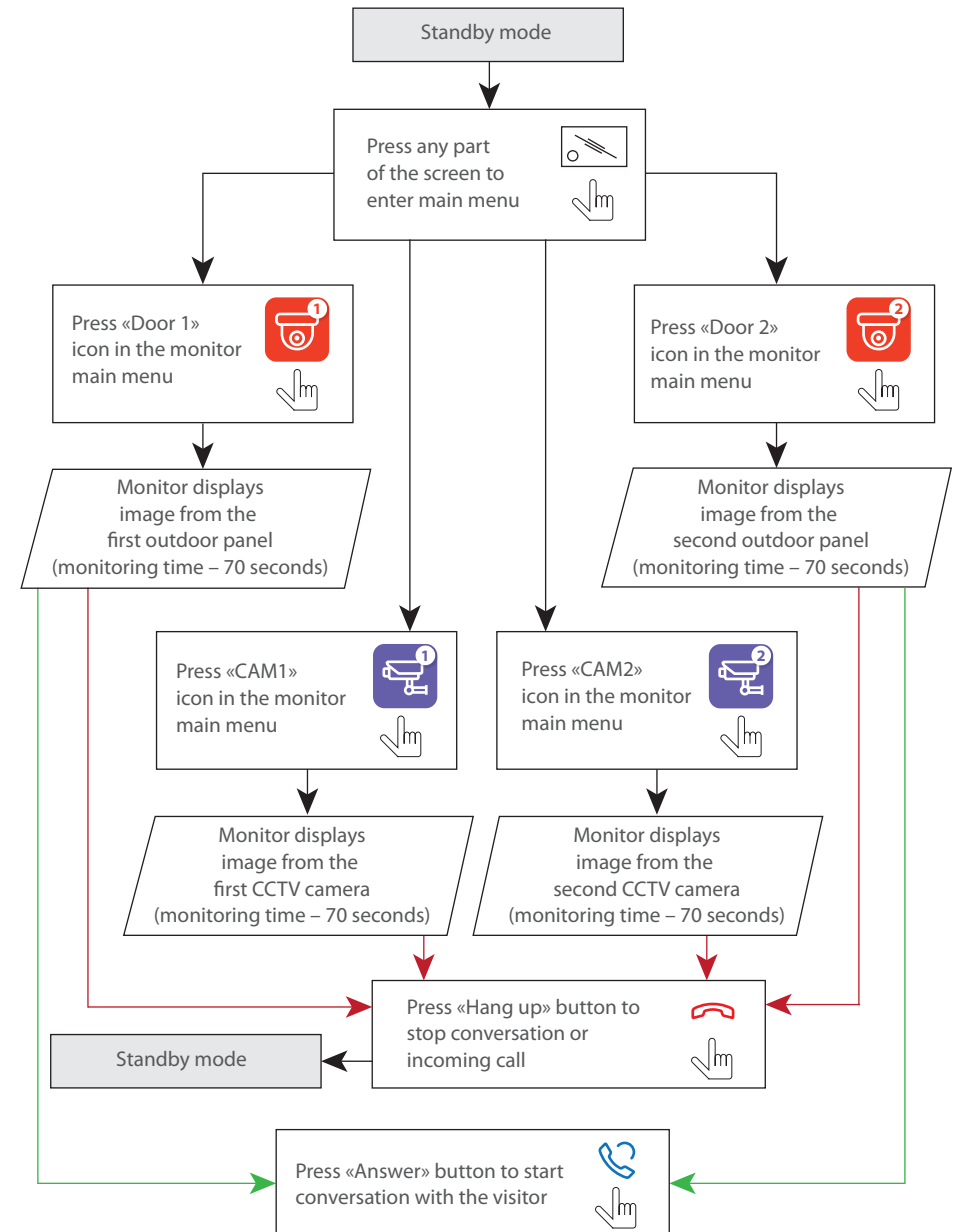 Standby mode
Press any part
of the screen to
enter main menu
Press «Door 1»
icon in the monitor
main menu
1
Press «Door 2»
icon in the monitor
main menu
2
Monitor displays
image from the
first outdoor panel
(monitoring time – 70 seconds)
Monitor displays
image from the
second outdoor panel
(monitoring time – 70 seconds)
Press «CAM1»
icon in the monitor
main menu
1
Press «CAM2»
icon in the monitor
main menu
2
Monitor displays
image from the
first CCTV camera
(monitoring time – 70 seconds)
Monitor displays
image from the
second CCTV camera
(monitoring time – 70 seconds)
Press «Hang up» button to
stop conversation or
incoming call
Standby mode
Press «Answer» button to start
conversation with the visitor